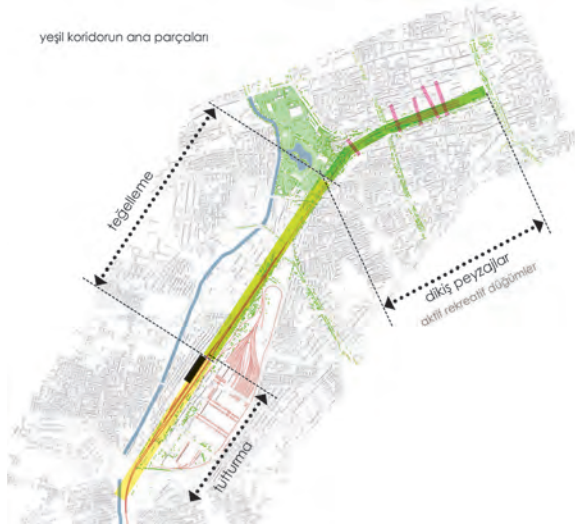 yeşil koridorun ana parçaları
teğelleme
dikiş peyzajlar
aktif rekreatif düğümler
tutturma